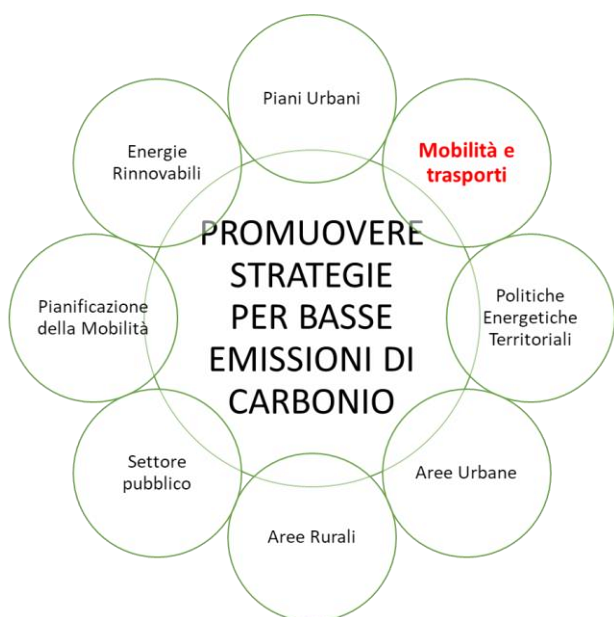 Piani Urbani
Mobilità e
trasporti
Politiche
Energetiche
Territoriali
Aree Urbane
Aree Rurali
Settore
pubblico
Pianificazione
della Mobilità
Energie
Rinnovabili
PROMUOVERE
STRATEGIE
PER BASSE
EMISSIONI DI
CARBONIO